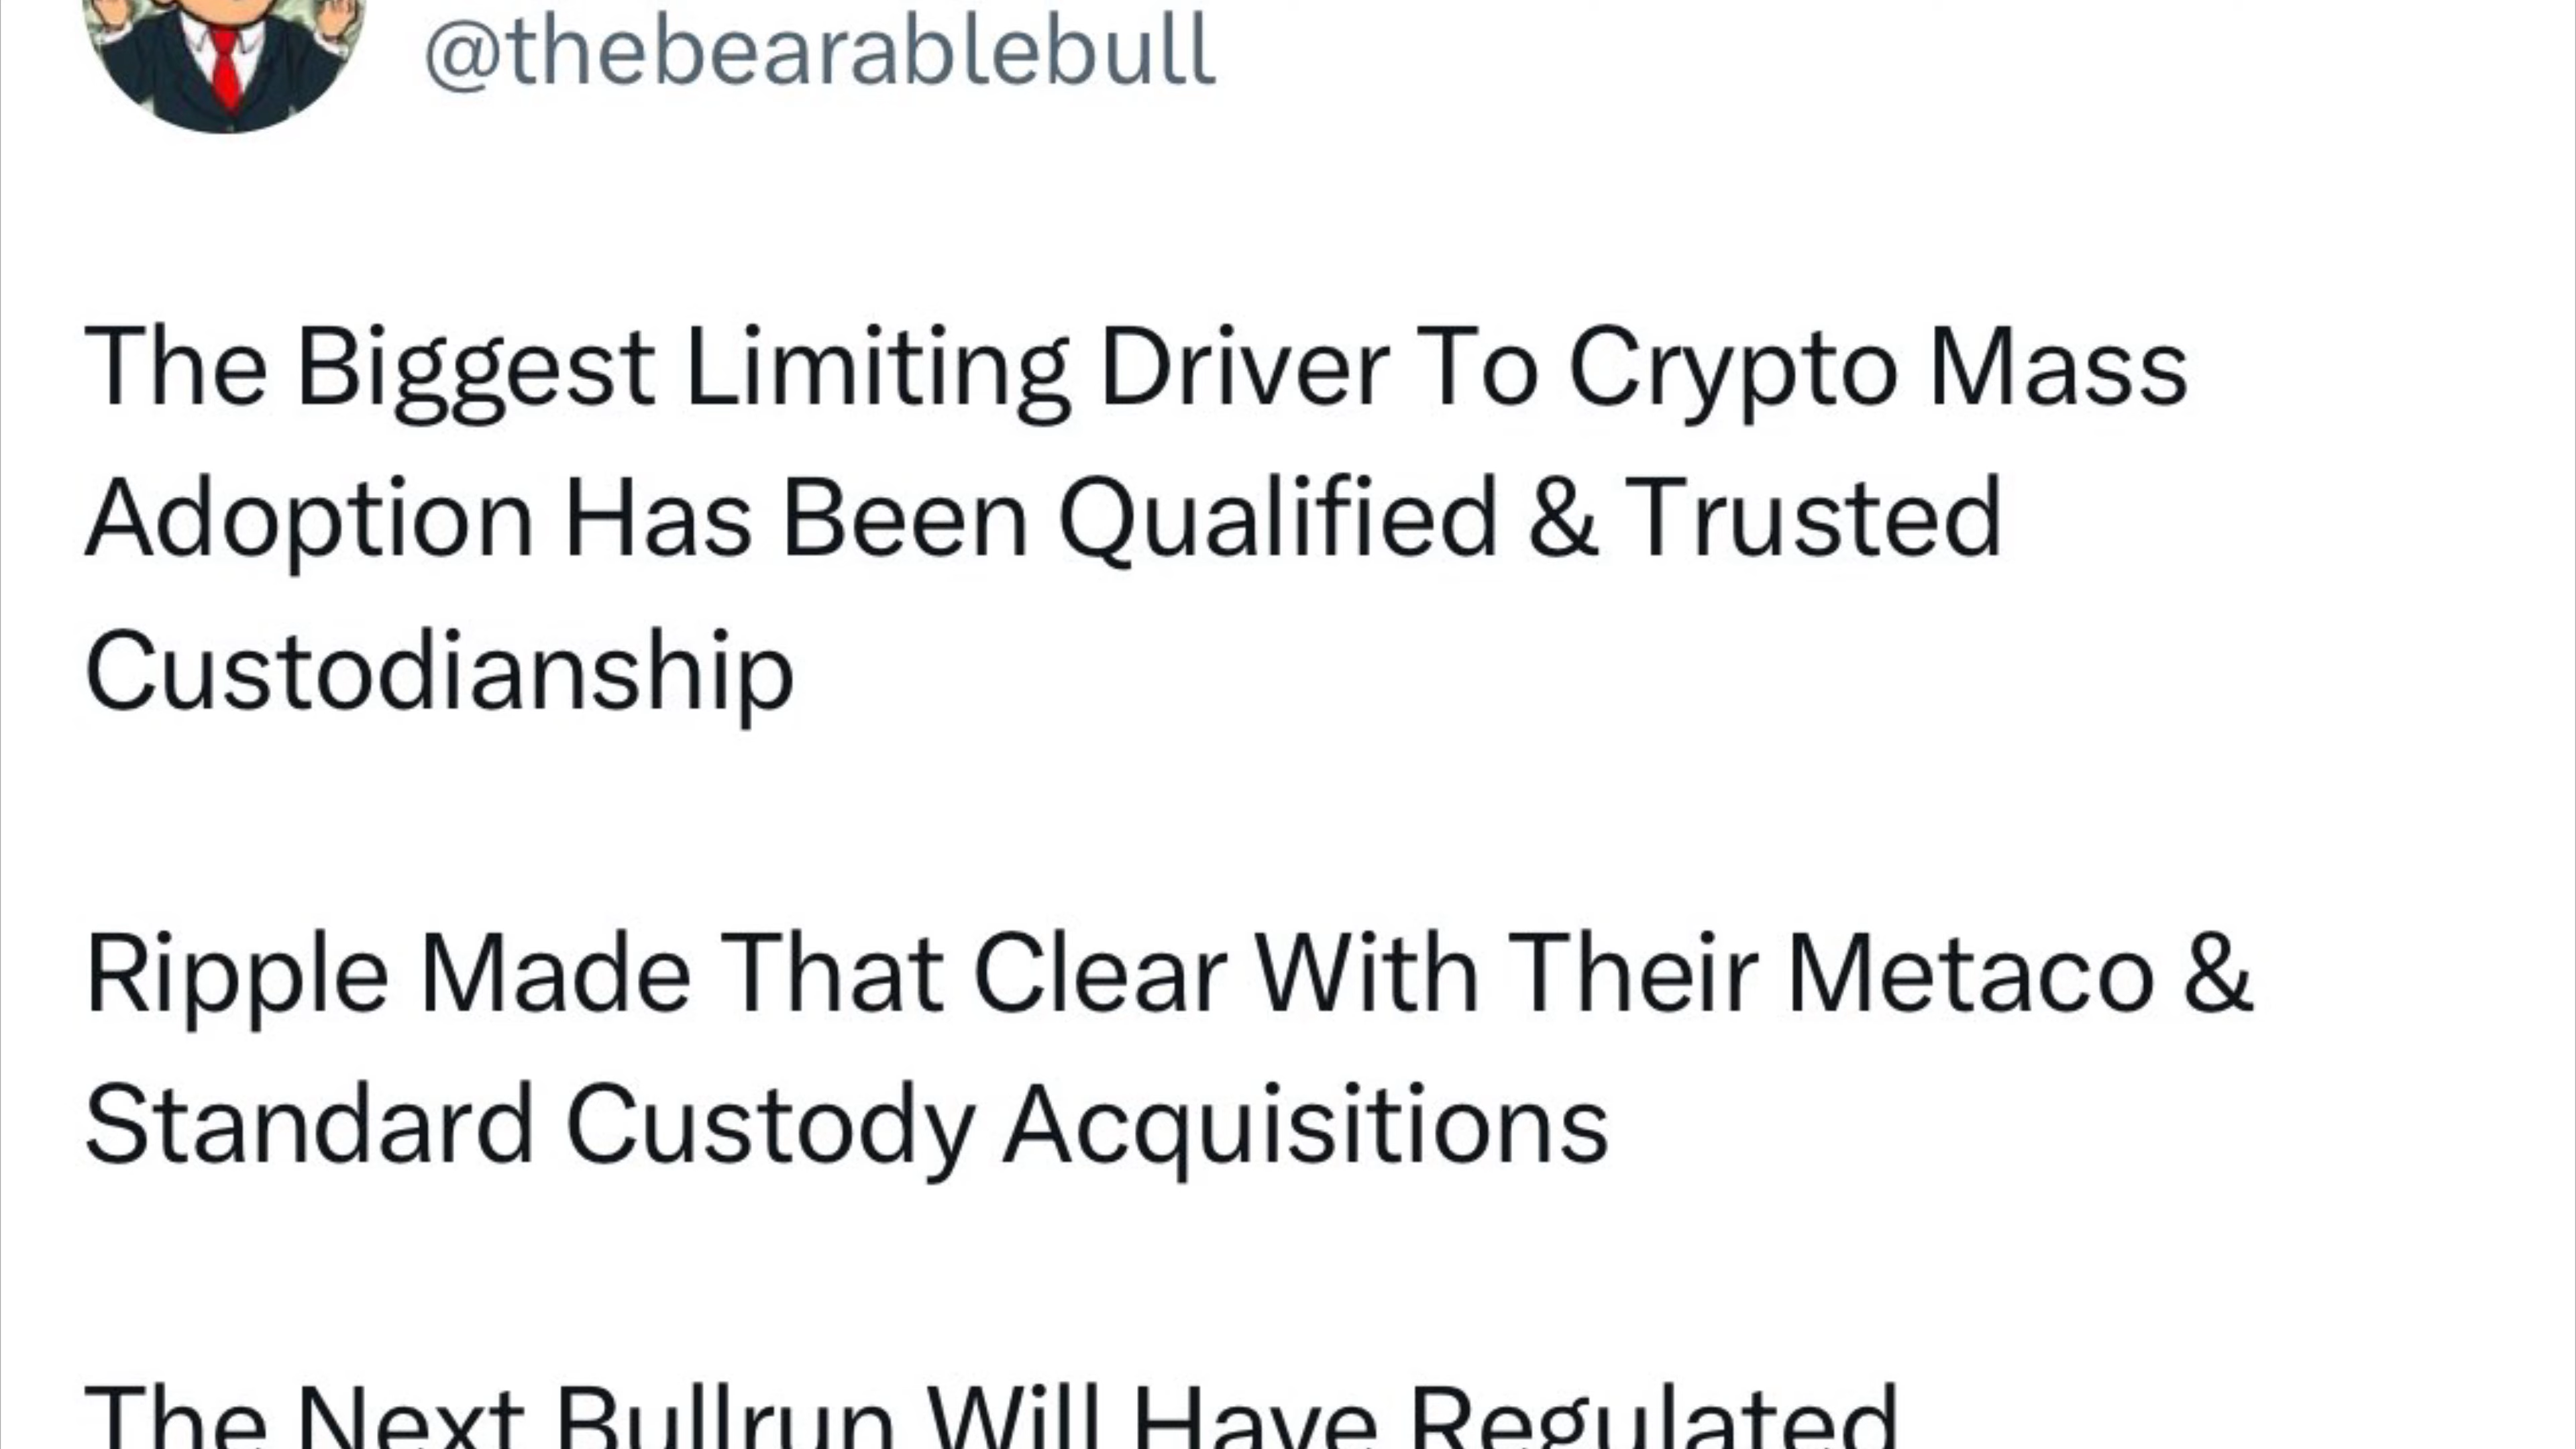 @thebearablebull
The Biggest Limiting Driver To Crypto Mass
Adoption Has Been Qualified & Trusted
Custodianship
Ripple Made That Clear With Their Metaco &
Standard Custody Acquisitions
The Next Bullrun Will Have Regulated